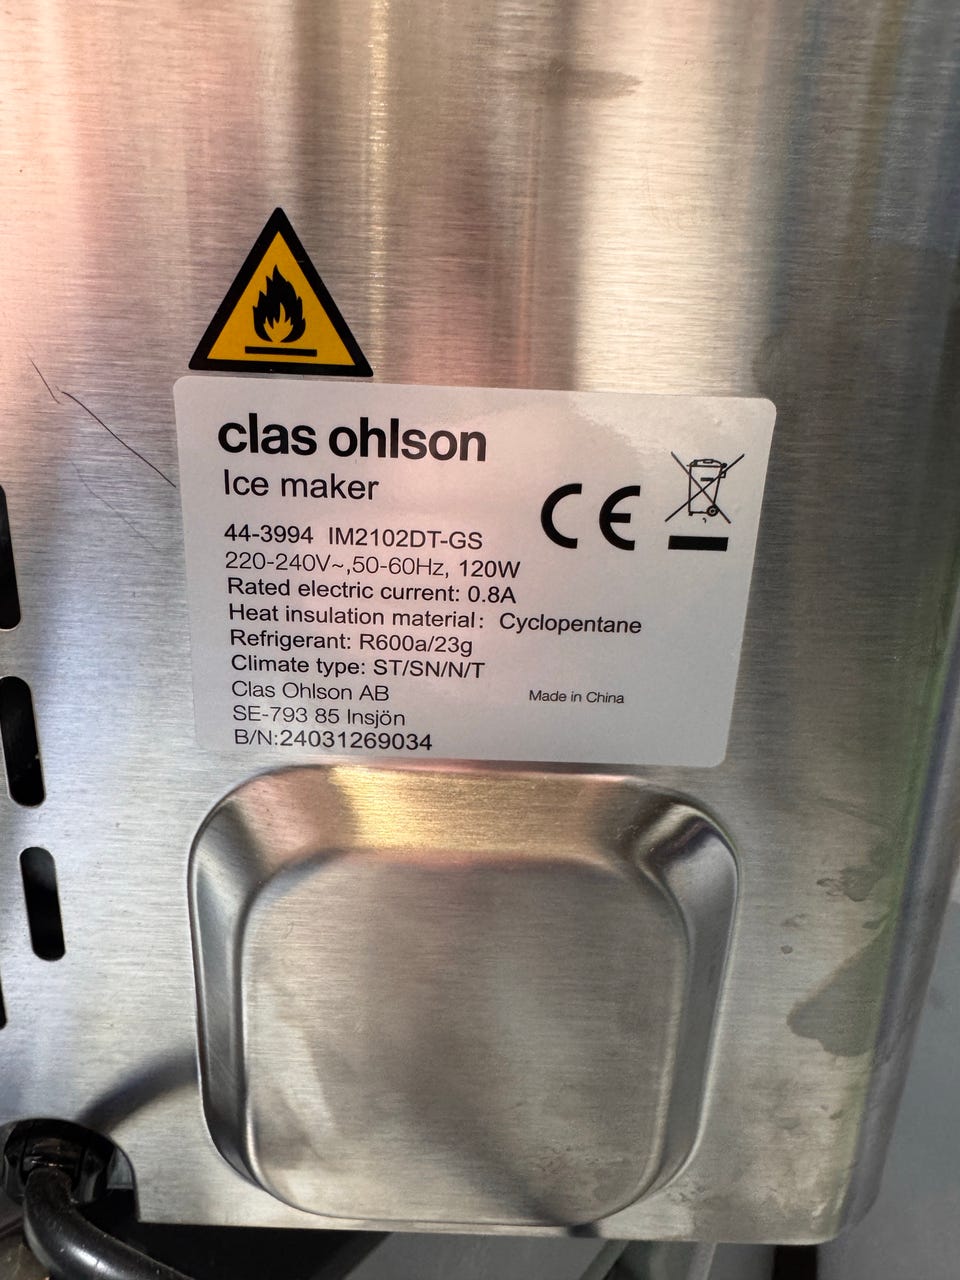 clas ohlson
Ice maker
44-3994 IM2102DT-GS
220-240V~,50-60Hz, 120W
Rated electric current: 0.8A
Heat insulation material: Cyclopentane
Refrigerant: R600a/23g
Climate type: ST/SN/N/T
Clas Ohlson AB
SE-793 85 Insjön
B/N:24031269034
CE
Made in China